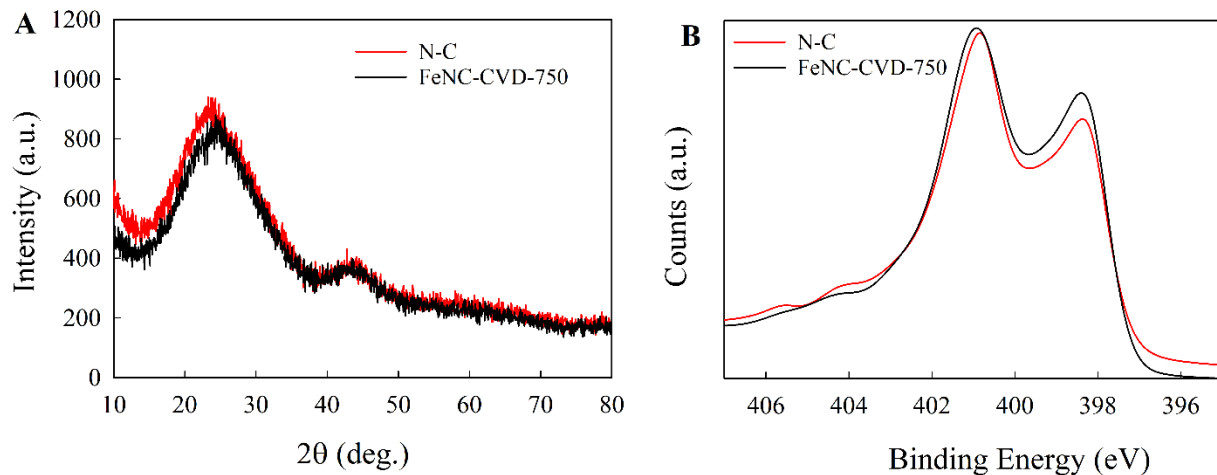 A
1200
1000
800
600
400
200
0
Intensity (a.u.)
N-C
FeNC-CVD-750
10 20 30 40 50 60 70 80
2θ (deg.)
B
N-C
FeNC-CVD-750
Counts (a.u.)
406 404 402 400 398 396
Binding Energy (eV)